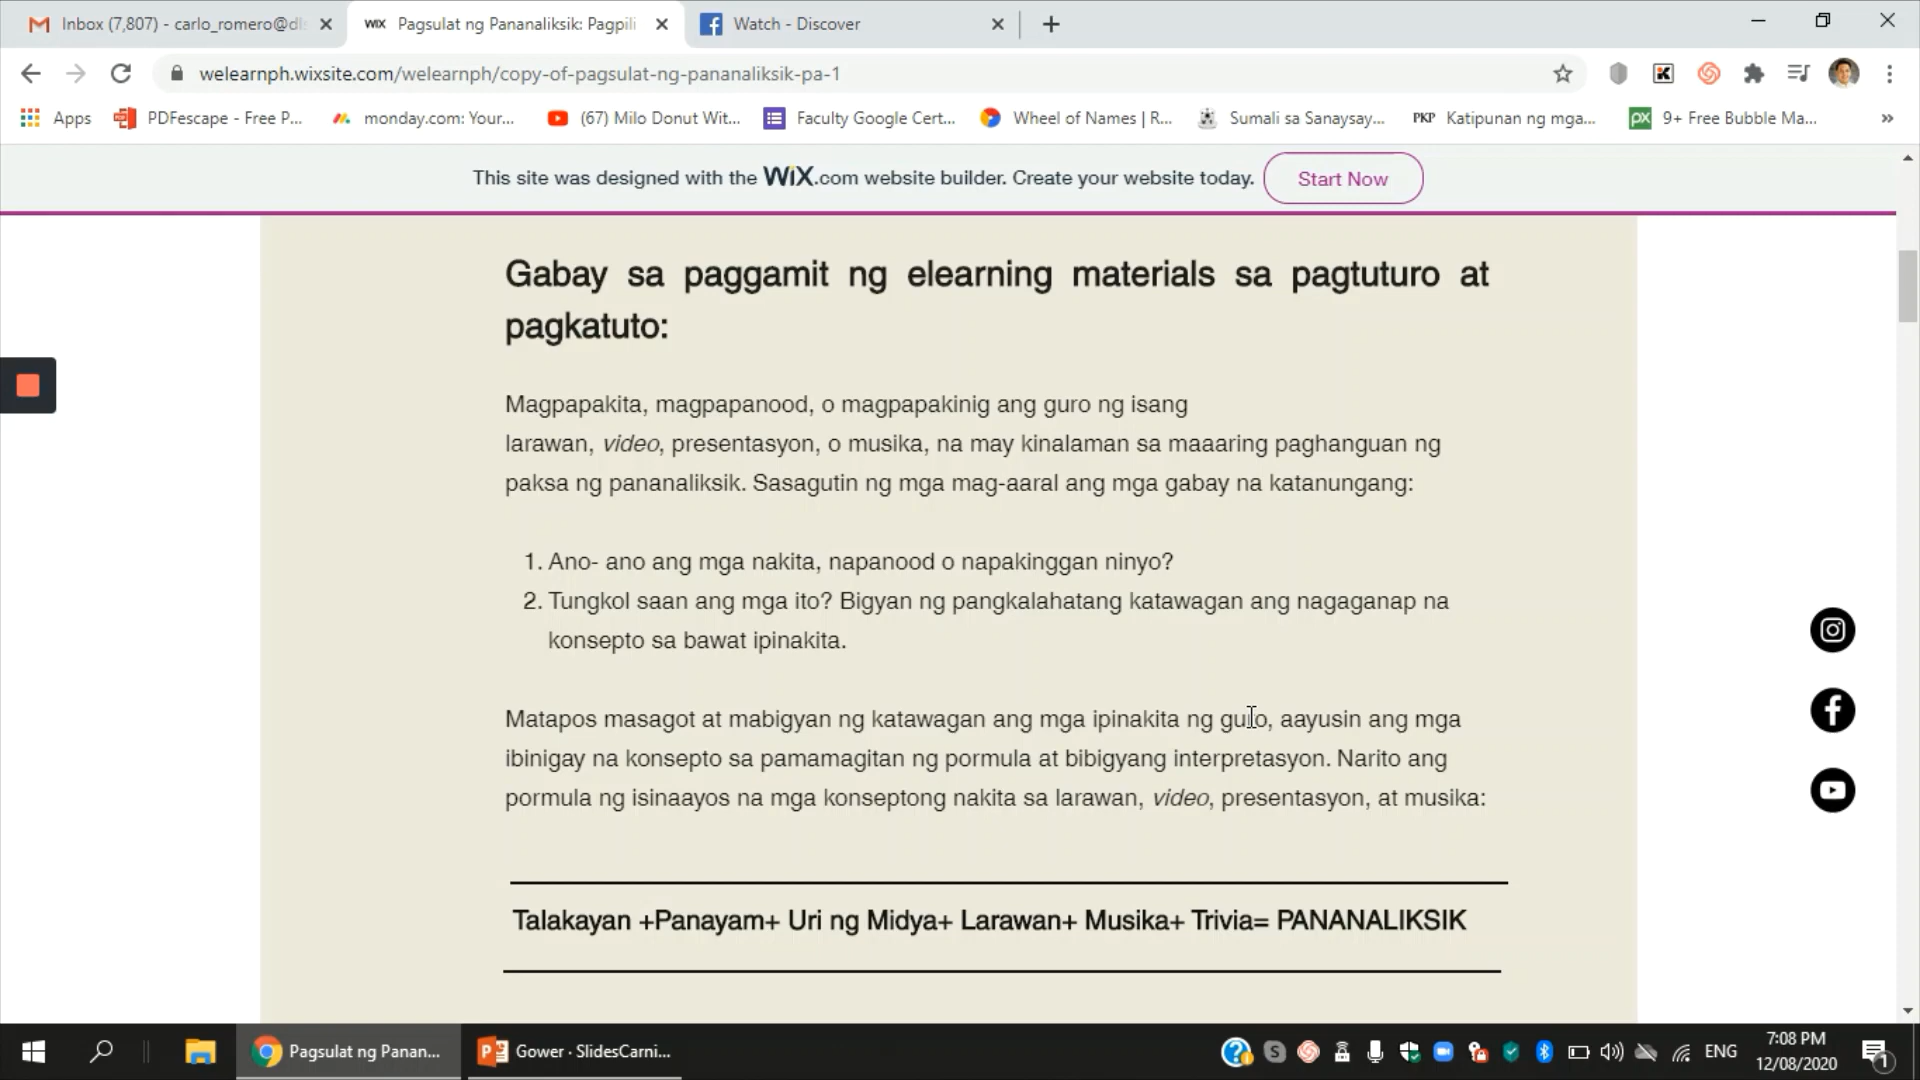 Inbox (7,807) - carlo_romero@dl
WiX Pagsulat ng Pananaliksik: Pagpili
Watch - Discover
welearnph.wixsite.com/welearnph/copy-of-pagsulat-ng-pananaliksik-pa-1
Apps
PDFescape - Free P...
monday.com: Your...
(67) Milo Donut Wit...
Faculty Google Cert...
Wheel of Names | R...
Sumali sa Sanaysay...
PKP Katipunan ng mga...
px 9+ Free Bubble Ma...
This site was designed with the WiX.com website builder. Create your website today. Start Now
Gabay sa paggamit ng elearning materials sa pagtuturo at
pagkatuto:
Magpapakita, magpapanood, o magpapakinig ang guro ng isang
larawan, video, presentasyon, o musika, na may kinalaman sa maaaring paghanguan ng
paksa ng pananaliksik. Sasagutin ng mga mag-aaral ang mga gabay na katanungang:
1. Ano- ano ang mga nakita, napanood o napakinggan ninyo?
2. Tungkol saan ang mga ito? Bigyan ng pangkalahatang katawagan ang nagaganap na
konsepto sa bawat ipinakita.
Matapos masagot at mabigyan ng katawagan ang mga ipinakita ng guro, aayusin ang mga
ibinigay na konsepto sa pamamagitan ng pormula at bibigyang interpretasyon. Narito ang
pormula ng isinaayos na mga konseptong nakita sa larawan, video, presentasyon, at musika:
Talakayan +Panayam+ Uri ng Midya+ Larawan+ Musika+ Trivia= PANANALIKSIK
Pagsulat ng Panan...
Gower · SlidesCarni...
ENG
7:08 PM
12/08/2020
1